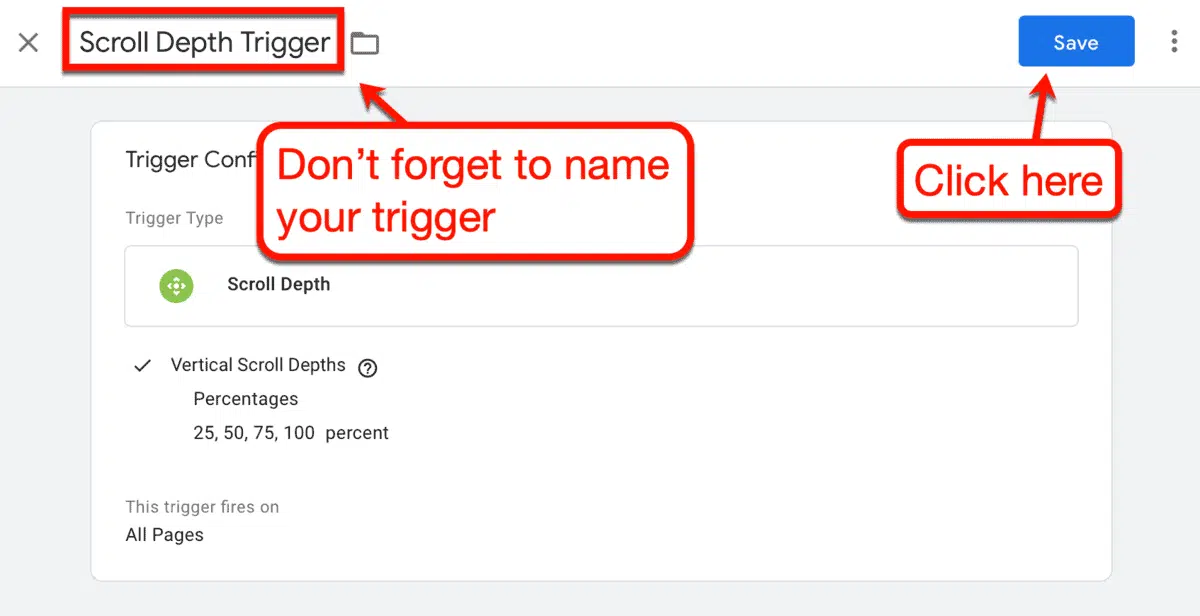 Scroll Depth Trigger
Save
Don't forget to name
your trigger
Click here
Trigger Conf
Trigger Type
Scroll Depth
Vertical Scroll Depths
Percentages
25, 50, 75, 100 percent
This trigger fires on
All Pages